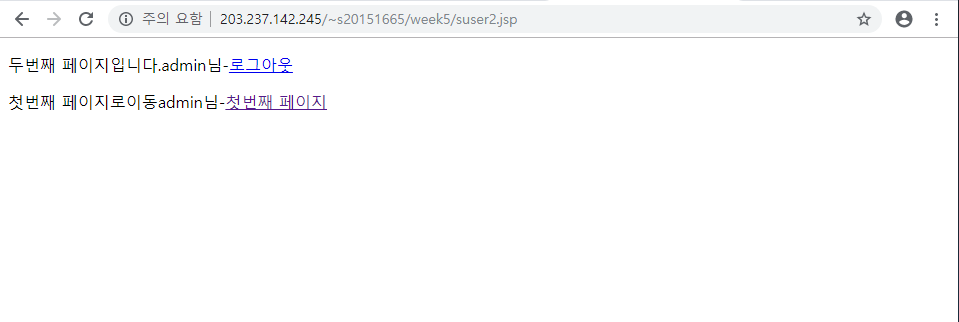 주의 요함 | 203.237.142.245/~s20151665/week5/suser2.jsp
두번째 페이지입니다.admin님-로그아웃
첫번째 페이지로이동admin님-첫번째 페이지